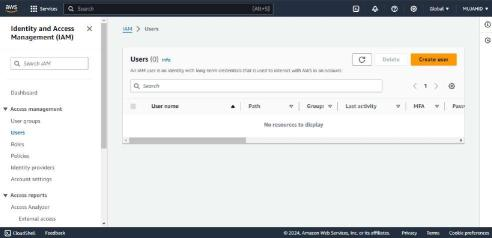 aws
Services
Search
[Alt+S]
Global
MUJAHID
Identity and Access
Management (IAM)
Search IAM
Dashboard
Access management
User groups
Users
Roles
Policies
Identity providers
Account settings
Access reports
Access Analyzer
External access
IAM > Users
Users (0) Info
Delete
Create user
An IAM user is an identity with long-term credentials that is used to interact with AWS in an account.
Search
1
User name
Path
Groups
Last activity
MFA
Passw
No resources to display
CloudShell Feedback
© 2024, Amazon Web Services, Inc. or its affiliates. Privacy Terms Cookie preferences